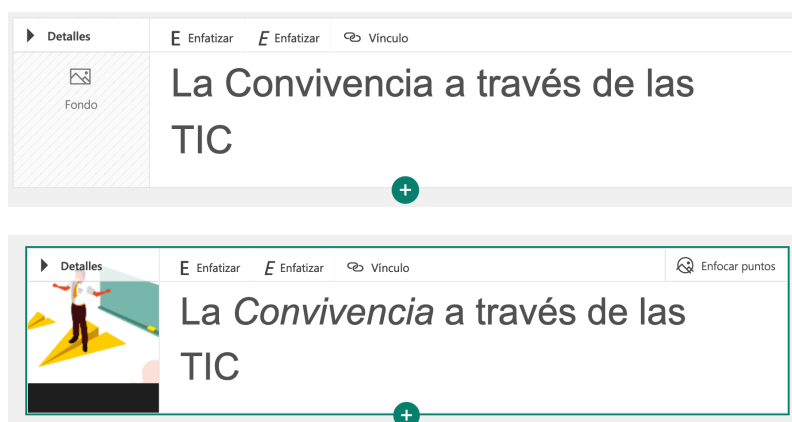 Detalles
E Enfatizar E Enfatizar Vínculo
Fondo
La Convivencia a través de las
TIC
Detalles
E Enfatizar E Enfatizar Vínculo Enfocar puntos
La Convivencia a través de las
TIC